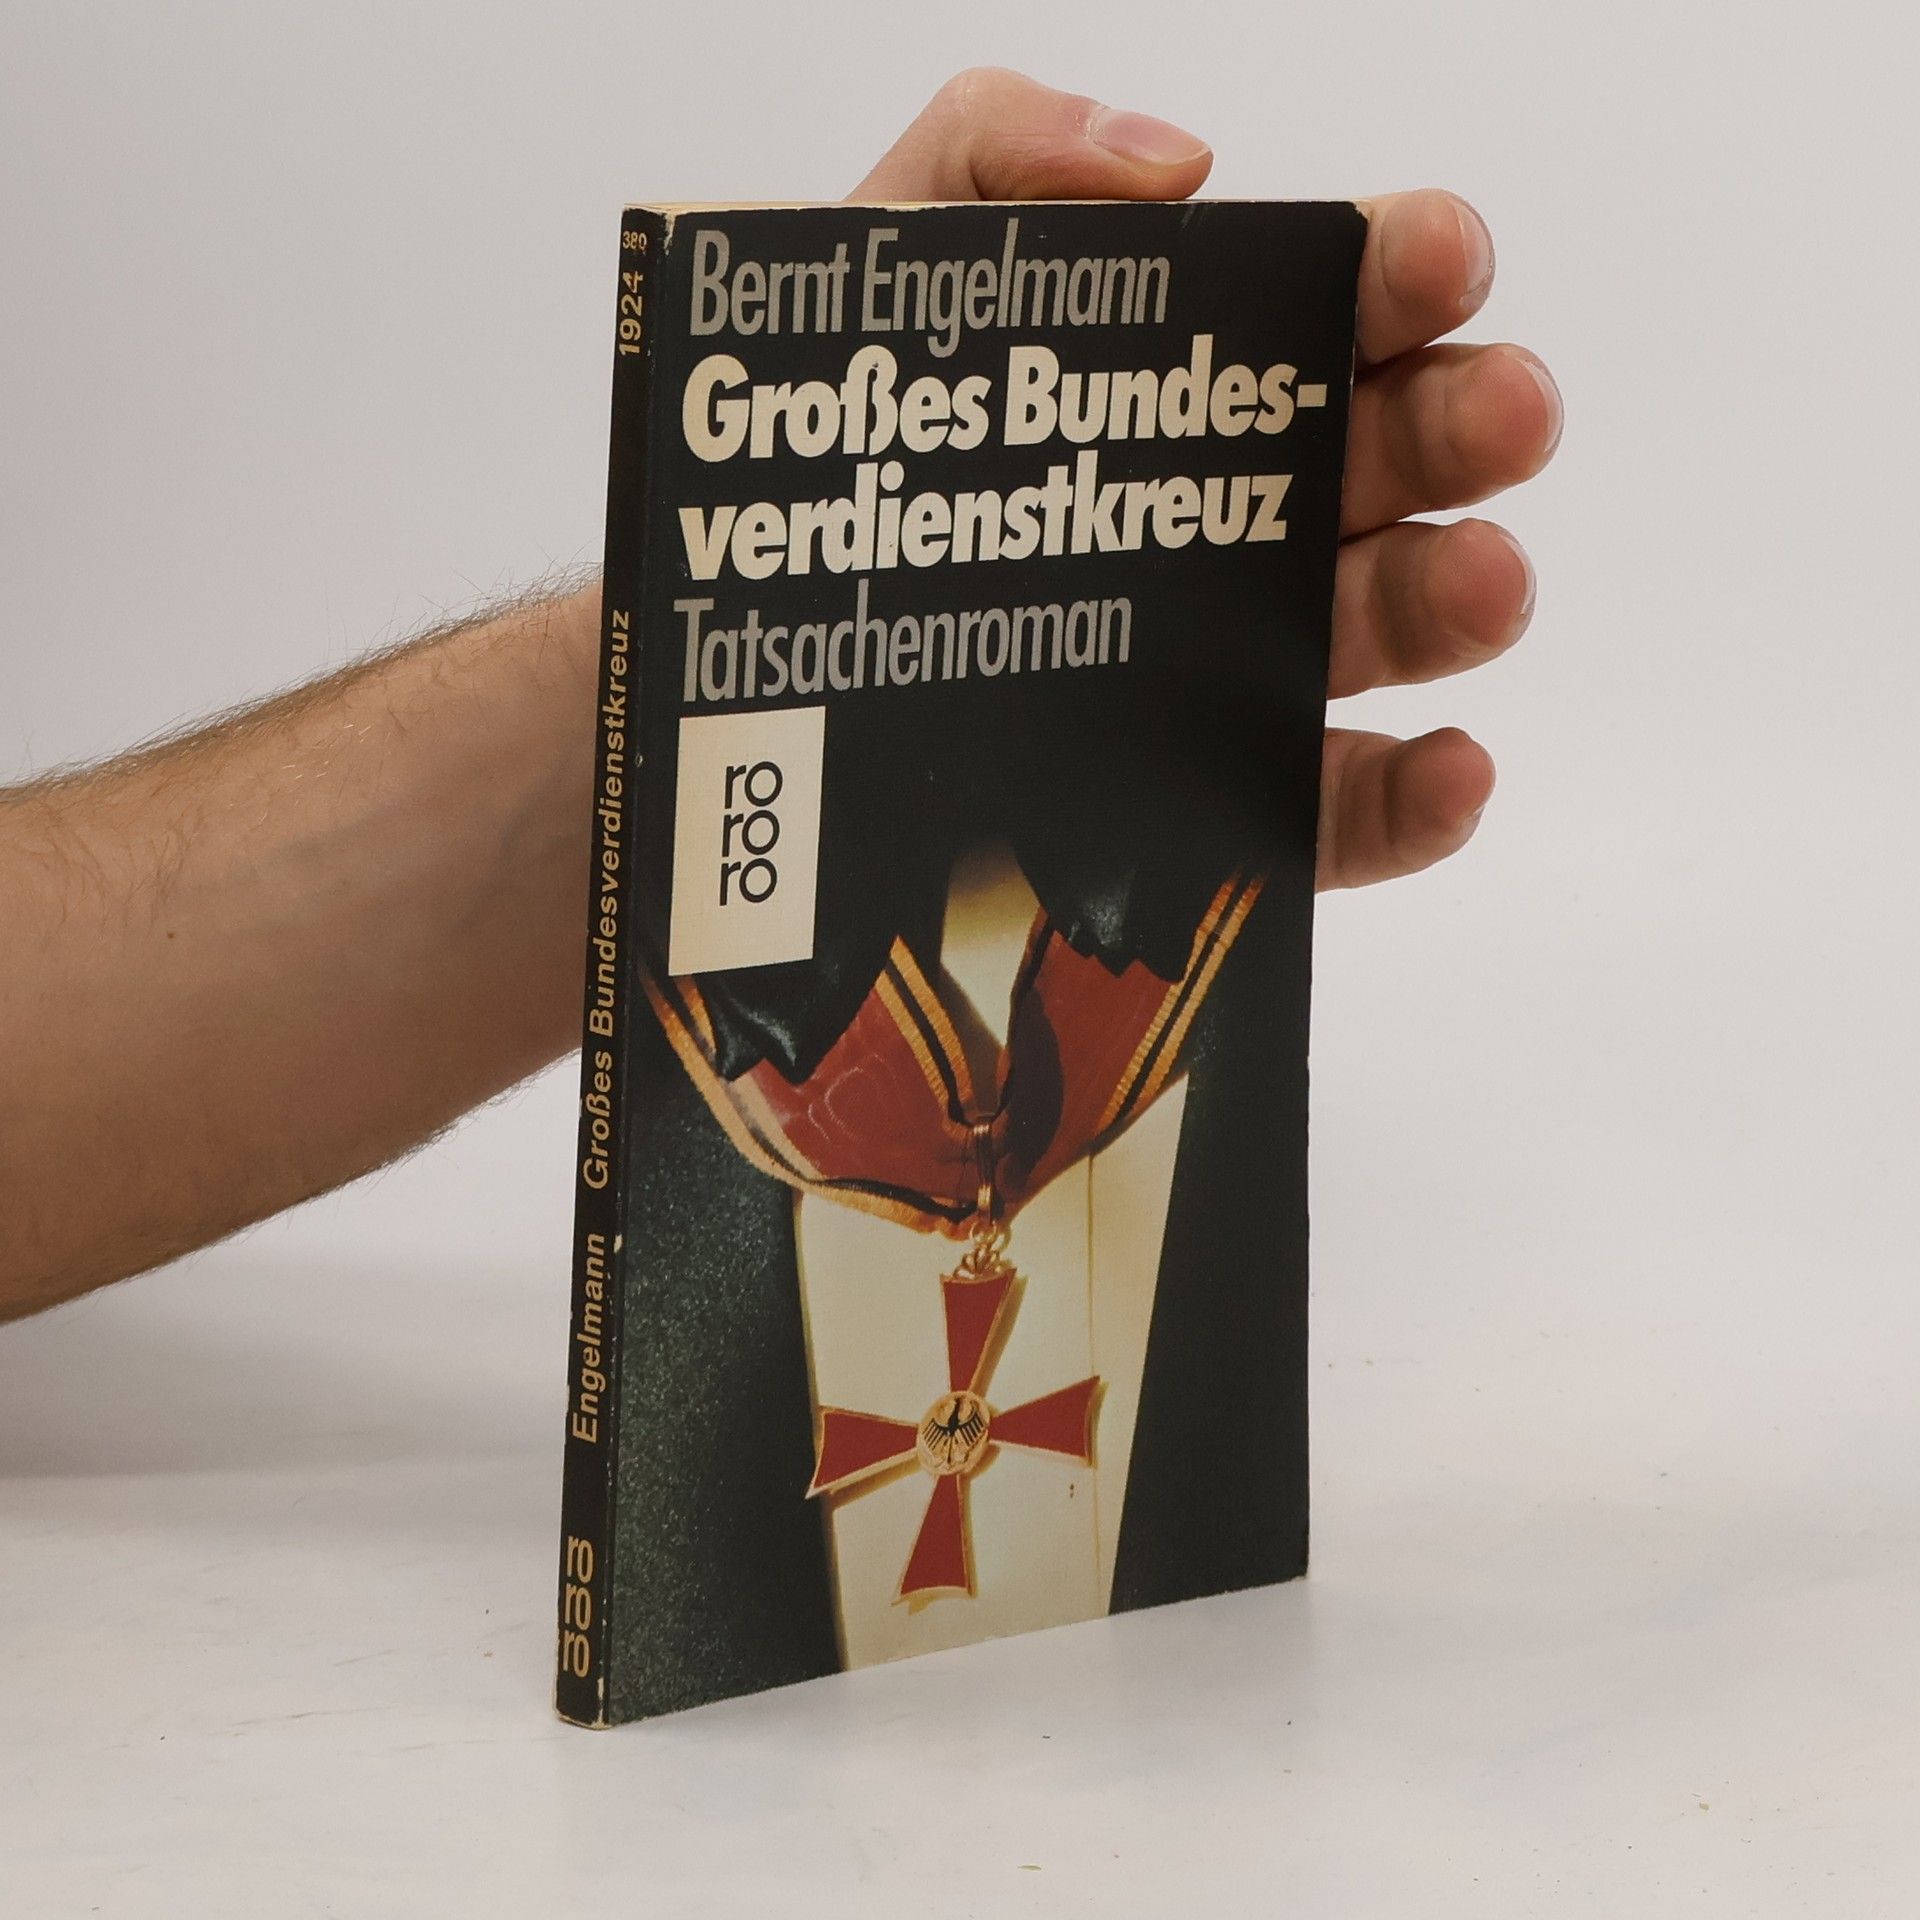 Bernt Engelmann
Großes Bundes-
verdienstkreuz
Tatsachenroman
ro
ro
ro
380
1924
Engelmann Großes Bundesverdienstkreuz
ro
ro
ro